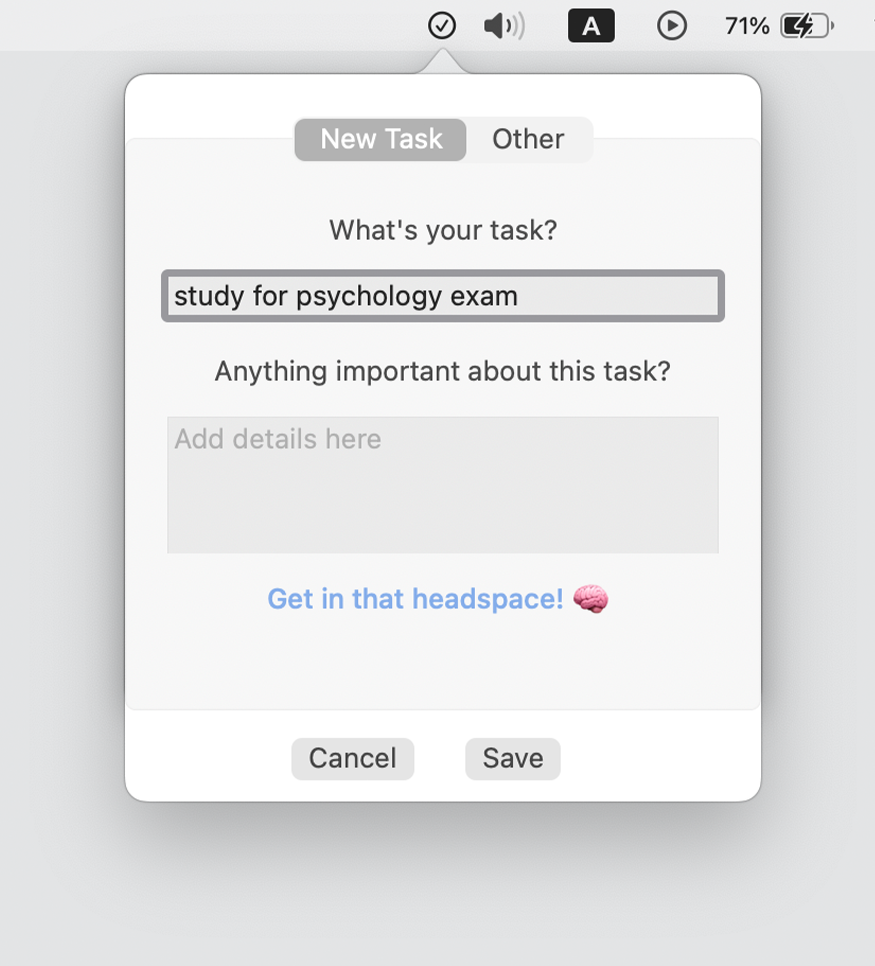 A 71%
New Task Other
What's your task?
study for psychology exam
Anything important about this task?
Add details here
Get in that headspace! 🧠
Cancel Save